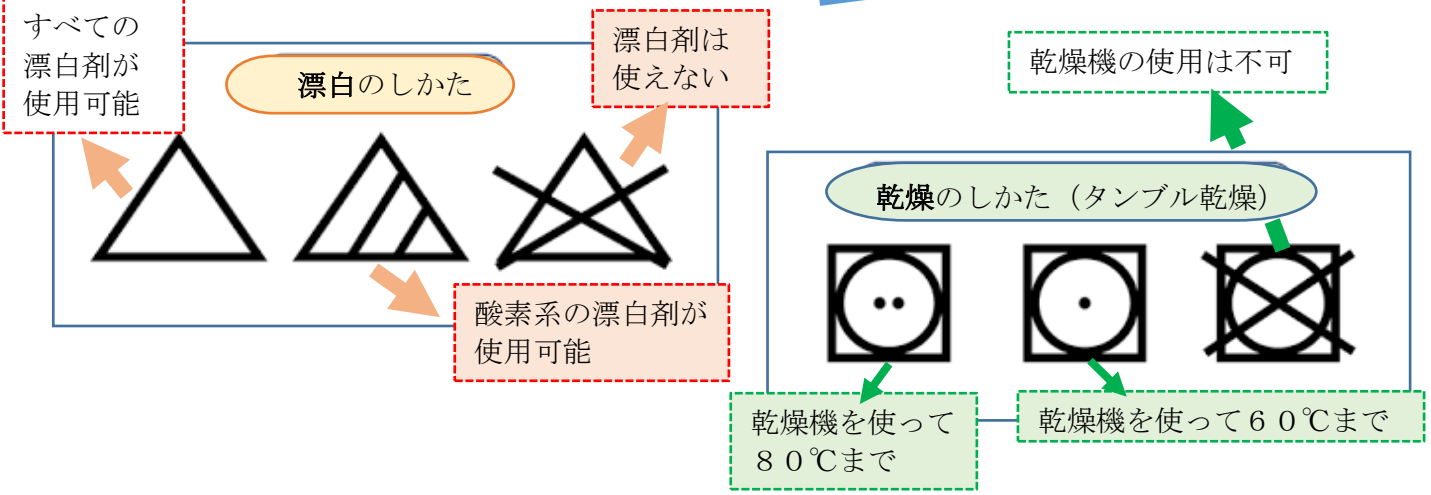 すべての
漂白剤が
使用可能
漂白のしかた
漂白剤は
使えない
酸素系の漂白剤が
使用可能
乾燥機の使用は不可
乾燥のしかた（タンブル乾燥）
乾燥機を使って
８０℃まで
乾燥機を使って６０℃まで